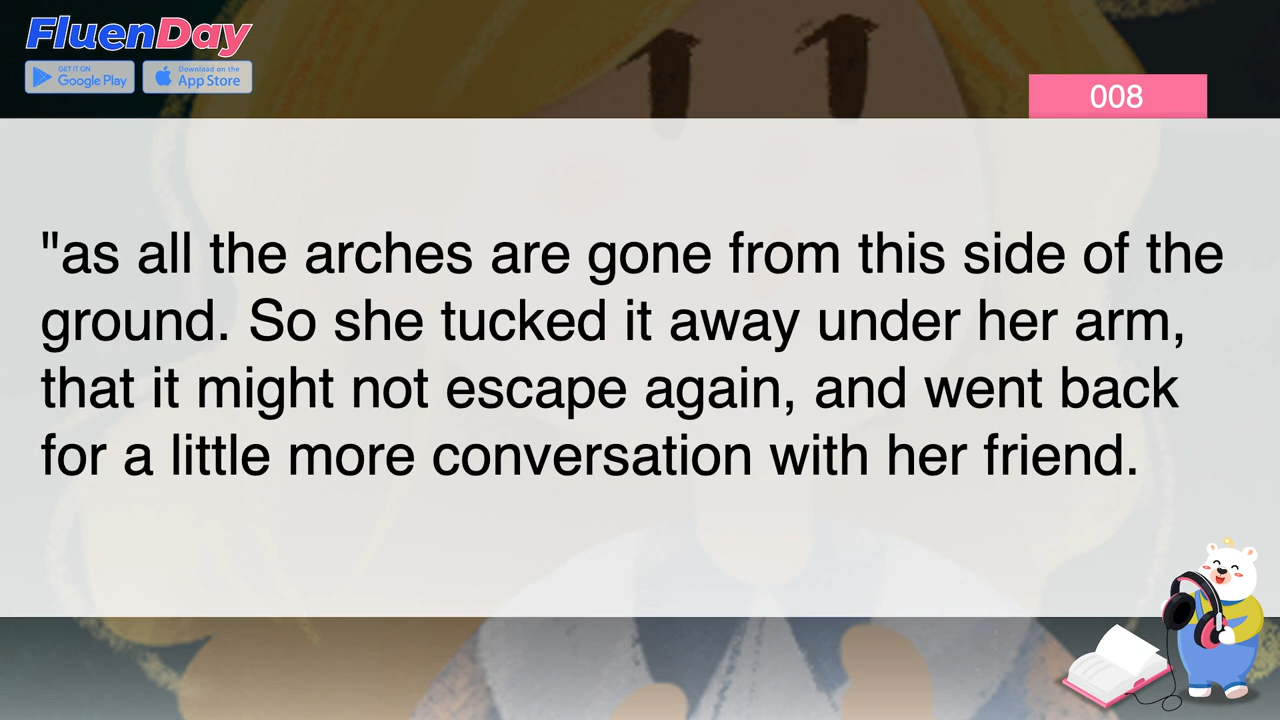 FluenDay
GET IT ON
Google Play
Download on the
App Store
008
"as all the arches are gone from this side of the
ground. So she tucked it away under her arm,
that it might not escape again, and went back
for a little more conversation with her friend.